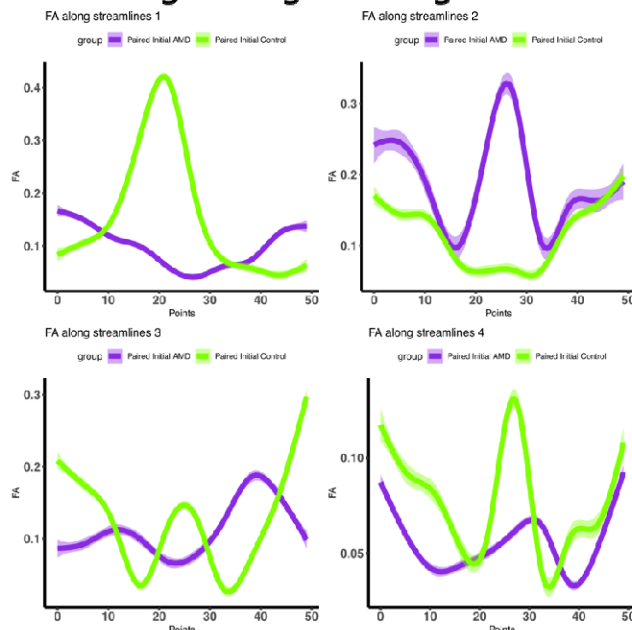 FA along streamlines 1
group Paired Initial AMD Paired Initial Control
0.4
0.3
0.2
0.1
FA
0 10 20 30 40 50
Points
FA along streamlines 2
group Paired Initial AMD Paired Initial Control
0.3
0.2
0.1
FA
0 10 20 30 40 50
Points
FA along streamlines 3
group Paired Initial AMD Paired Initial Control
0.3
0.2
0.1
FA
0 10 20 30 40 50
Points
FA along streamlines 4
group Paired Initial AMD Paired Initial Control
0.10
0.05
FA
0 10 20 30 40 50
Points